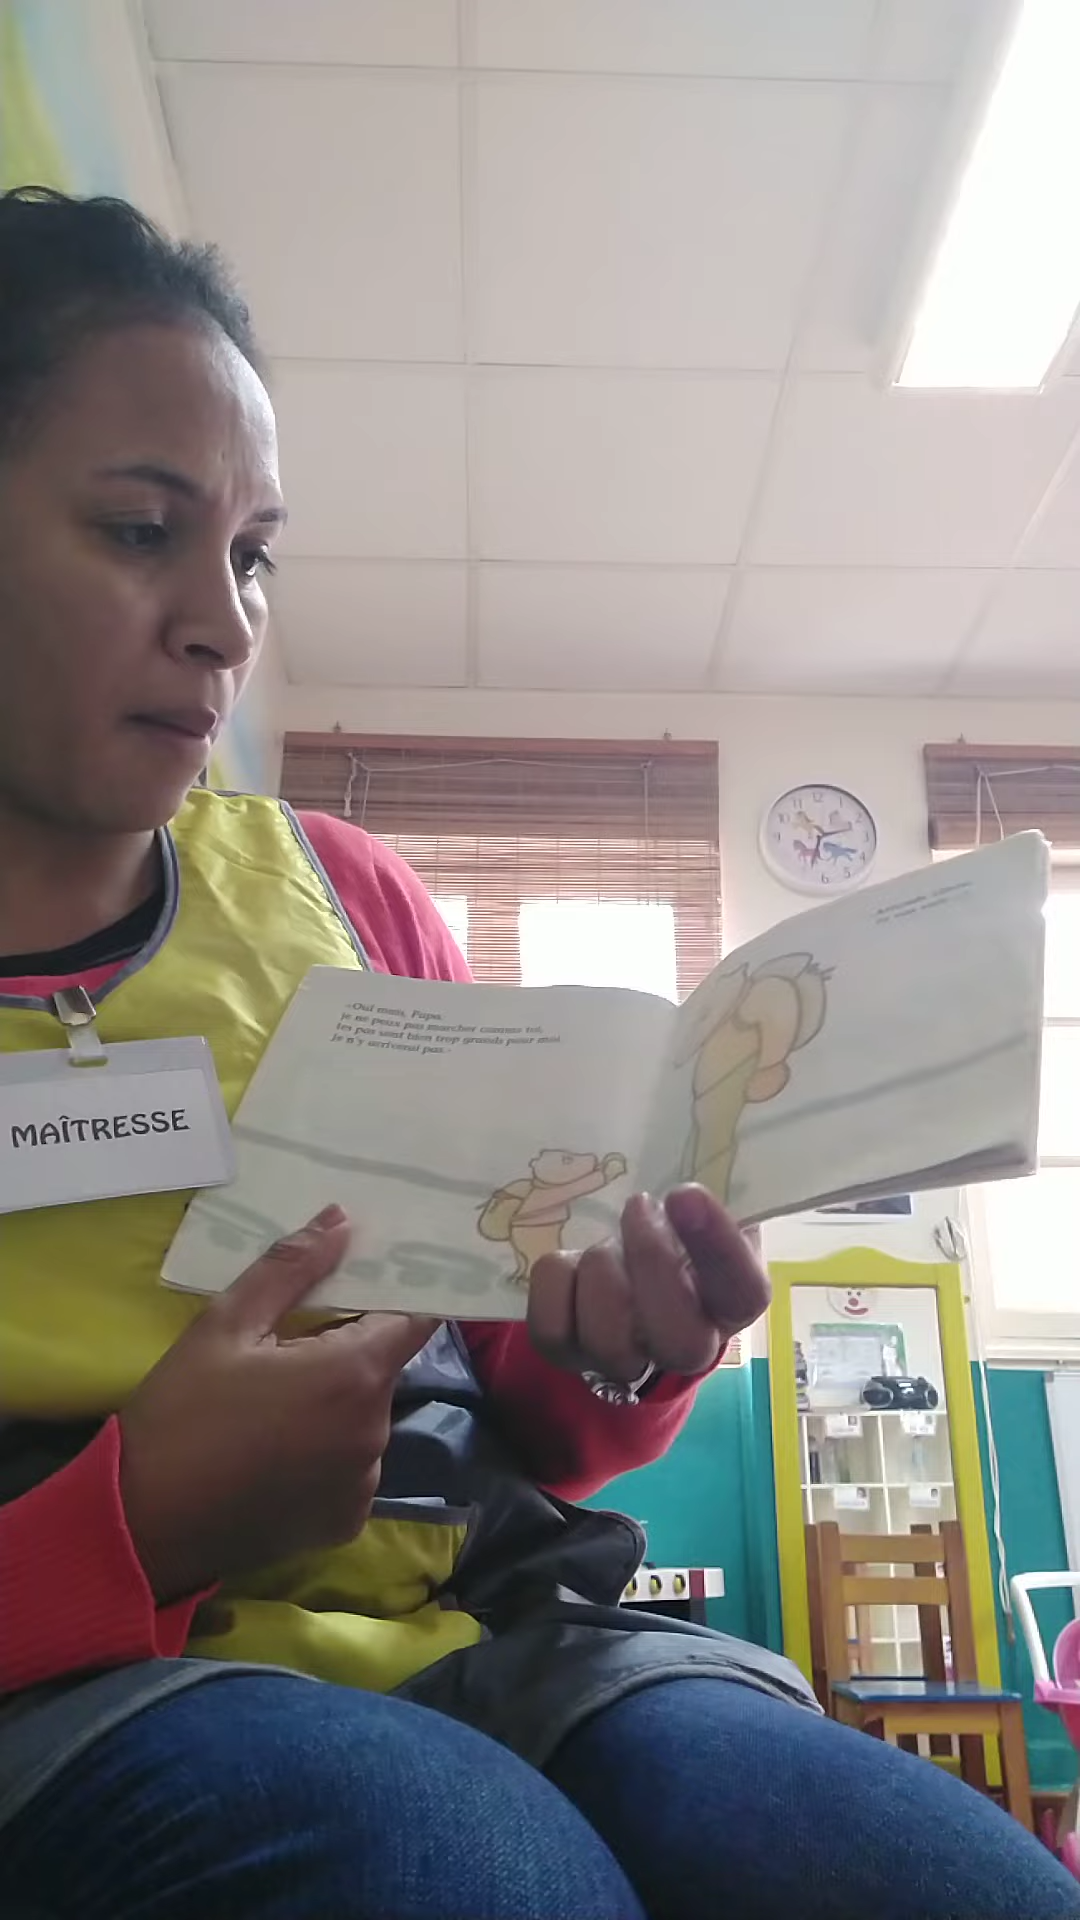 MAÎTRESSE
«Oui mais, Papa,
je ne peux pas marcher comme toi,
tes pas sont bien trop grands pour moi.
Je n'y arriverai pas.»